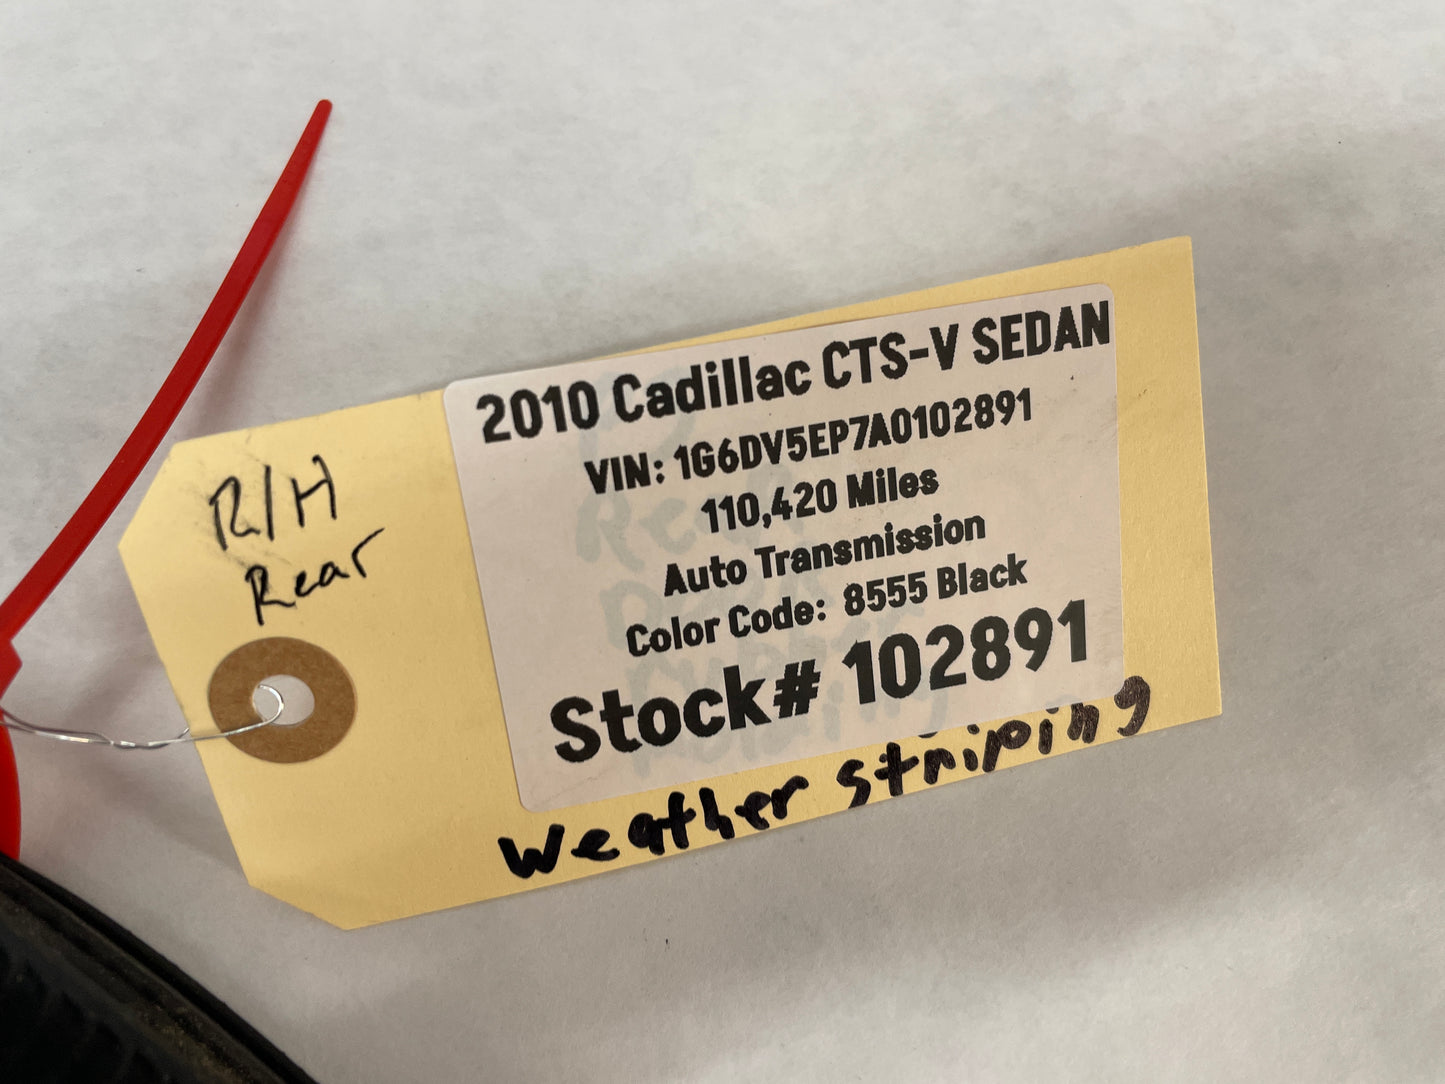 R/H
Rear
2010 Cadillac CTS-V SEDAN
VIN: 1G6DV5EP7A0102891
110,420 Miles
Auto Transmission
Color Code: 8555 Black
Stock# 102891
Weather striping